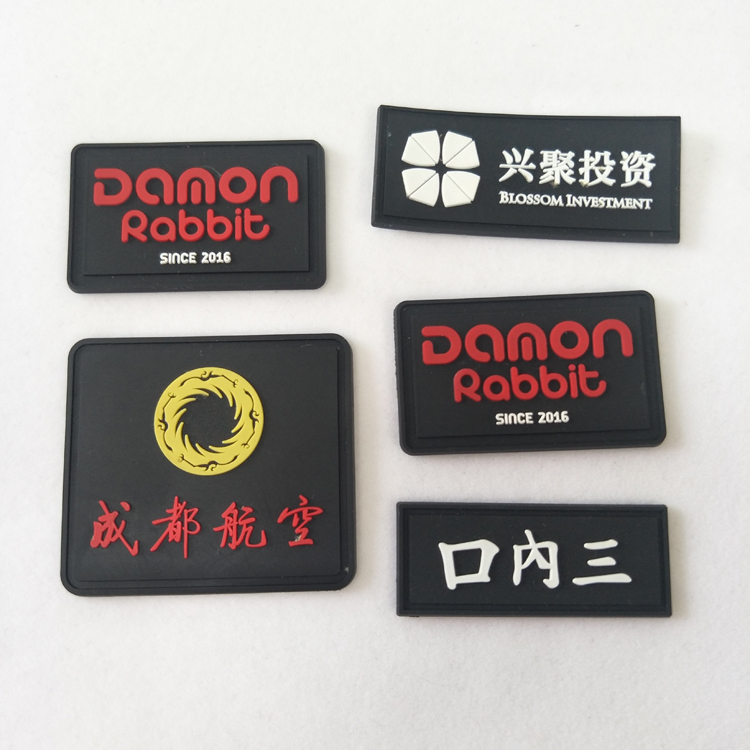 Damon
Rabbit
SINCE 2016
兴聚投资
BLOSSOM INVESTMENT
成都航空
Damon
Rabbit
SINCE 2016
口內三